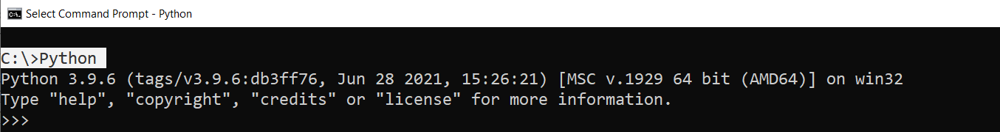 Select Command Prompt - Python
C:\>Python
Python 3.9.6 (tags/v3.9.6:db3ff76, Jun 28 2021, 15:26:21) [MSC v.1929 64 bit (AMD64)] on win32
Type "help", "copyright", "credits" or "license" for more information.
>>>